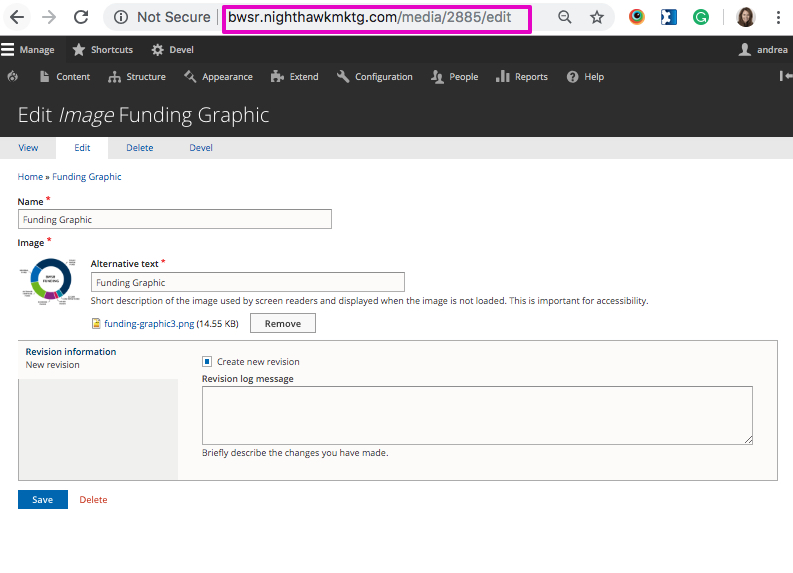 Not Secure | bwsr.nighthawkmktg.com/media/2885/edit
Manage Shortcuts Devel andrea
Content Structure Appearance Extend Configuration People Reports Help
Edit Image Funding Graphic
View Edit Delete Devel
Home » Funding Graphic
Name *
Funding Graphic
Image *
BWSR
FUNDING
Alternative text *
Funding Graphic
Short description of the image used by screen readers and displayed when the image is not loaded. This is important for accessibility.
funding-graphic3.png (14.55 KB) Remove
Revision information
New revision
Create new revision
Revision log message
Briefly describe the changes you have made.
Save Delete